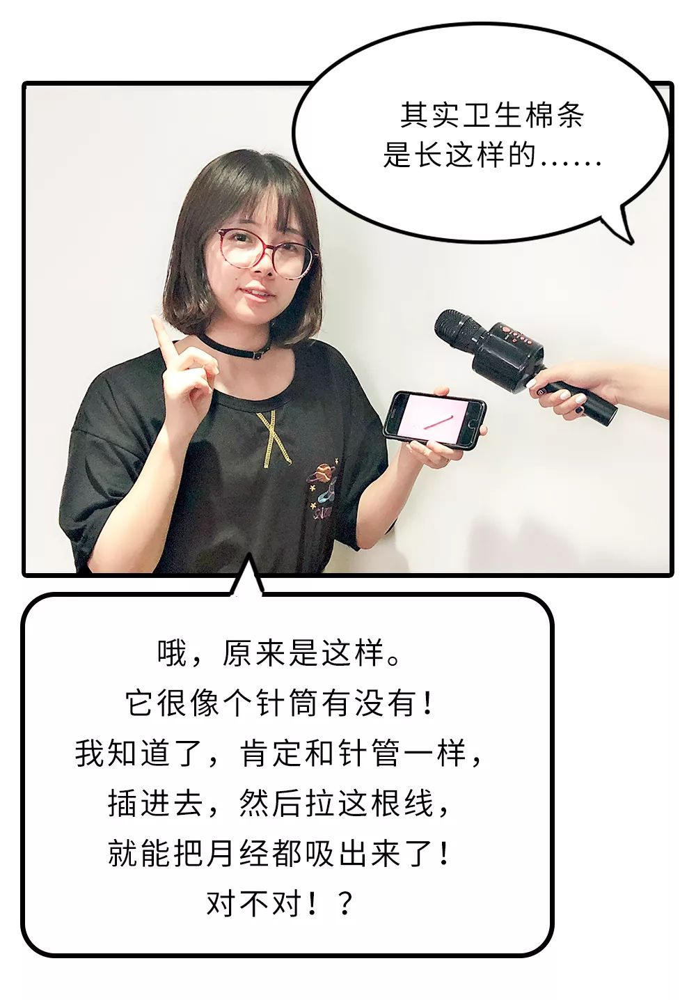 其实卫生棉条
是长这样的……
哦，原来是这样。
它很像个针筒有没有！
我知道了，肯定和针管一样，
插进去，然后拉这根线，
就能把月经都吸出来了！
对不对！？